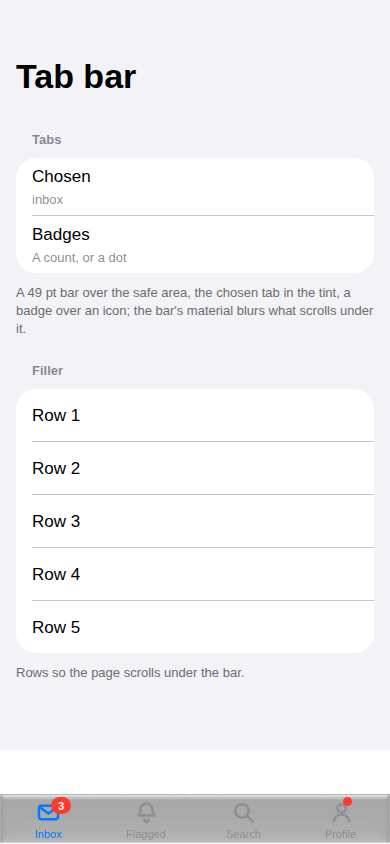 Tab bar
Tabs
Chosen
inbox
Badges
A count, or a dot
A 49 pt bar over the safe area, the chosen tab in the tint, a
badge over an icon; the bar's material blurs what scrolls under
it.
Filler
Row 1
Row 2
Row 3
Row 4
Row 5
Rows so the page scrolls under the bar.
3
Inbox
Flagged
Search
Profile